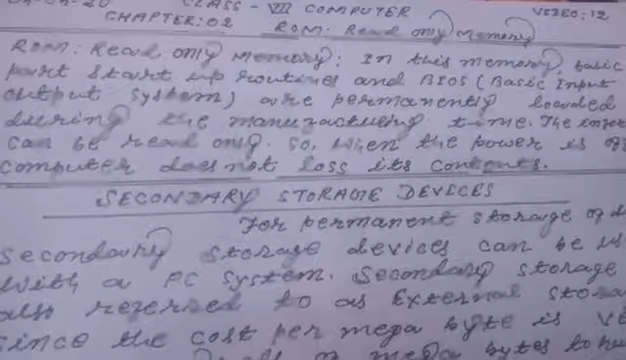 CLASS - VII COMPUTER VIDEO: 12
CHAPTER: 02 ROM: Read only Memory
ROM: Read only Memory: In this memory, basic
part start up routines and BIOS (Basic Input
Output System) are permanently loaded
during the manufacturing time. The
can be read only. So, when the power is
computer does not loss its contents.
SECONDARY STORAGE DEVICES
For permanent storage of
secondary storage devices can be
with a PC system. Secondary storage
also referred to as External
since the cost per mega byte is
mega bytes to